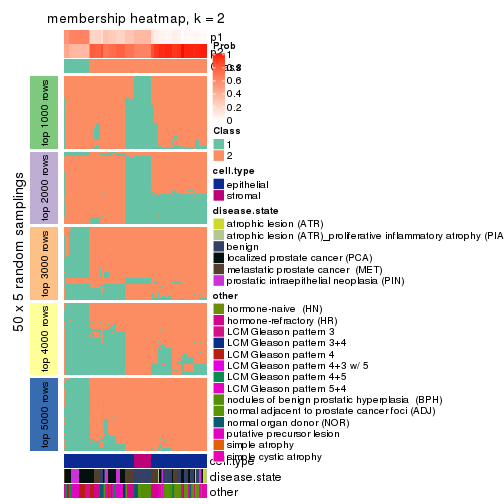 membership heatmap, k = 2
p1
p2
Class
Prob
1
0.8
0.6
0.4
0.2
0
Class
1
2
cell.type
epithelial
stromal
disease.state
atrophic lesion (ATR)
atrophic lesion (ATR)_proliferative inflammatory atrophy (PIA
benign
localized prostate cancer (PCA)
metastatic prostate cancer (MET)
prostatic intraepithelial neoplasia (PIN)
other
hormone-naive (HN)
hormone-refractory (HR)
LCM Gleason pattern 3
LCM Gleason pattern 3+4
LCM Gleason pattern 4
LCM Gleason pattern 4+3 w/ 5
LCM Gleason pattern 4+5
LCM Gleason pattern 5+4
nodules of benign prostatic hyperplasia (BPH)
normal adjacent to prostate cancer foci (ADJ)
normal organ donor (NOR)
putative precursor lesion
simple atrophy
simple cystic atrophy
50 x 5 random samplings
top 1000 rows
top 2000 rows
top 3000 rows
top 4000 rows
top 5000 rows
cell.type
disease.state
other